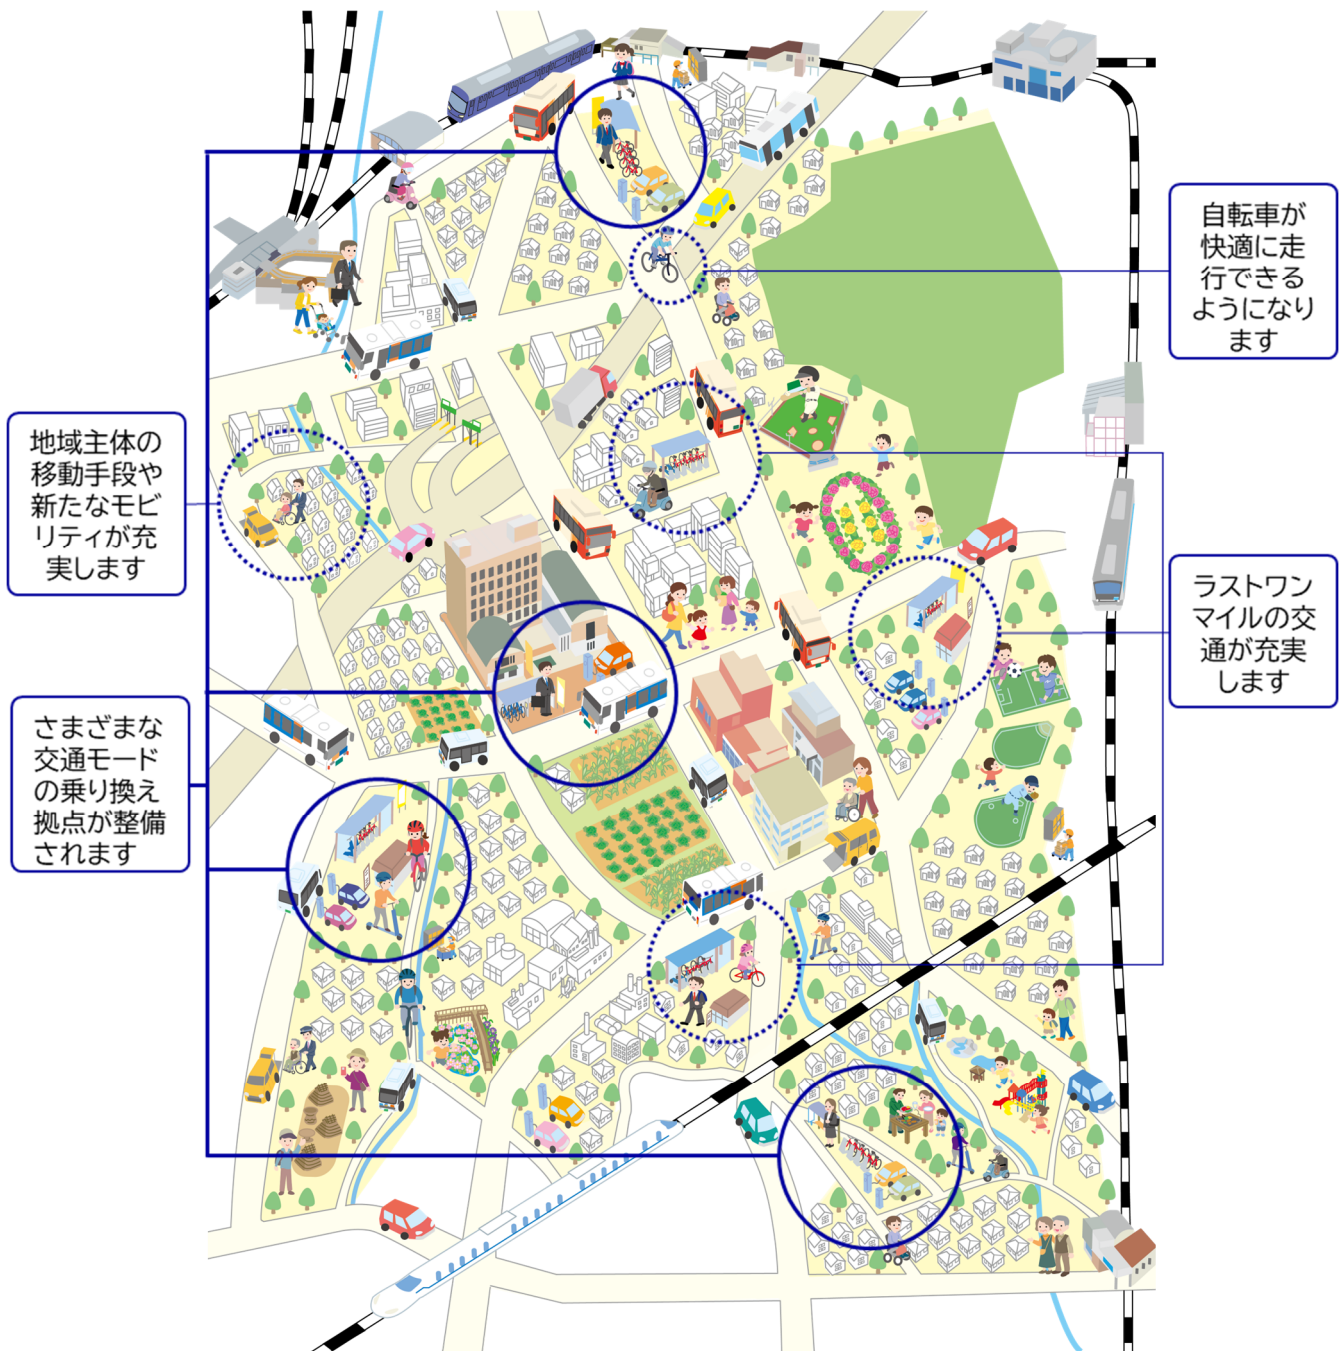 自転車が
快適に走
行できる
ようになり
ます
地域主体の
移動手段や
新たなモビ
リティが充
実します
ラストワン
マイルの交
通が充実
します
さまざまな
交通モード
の乗り換え
拠点が整備
されます